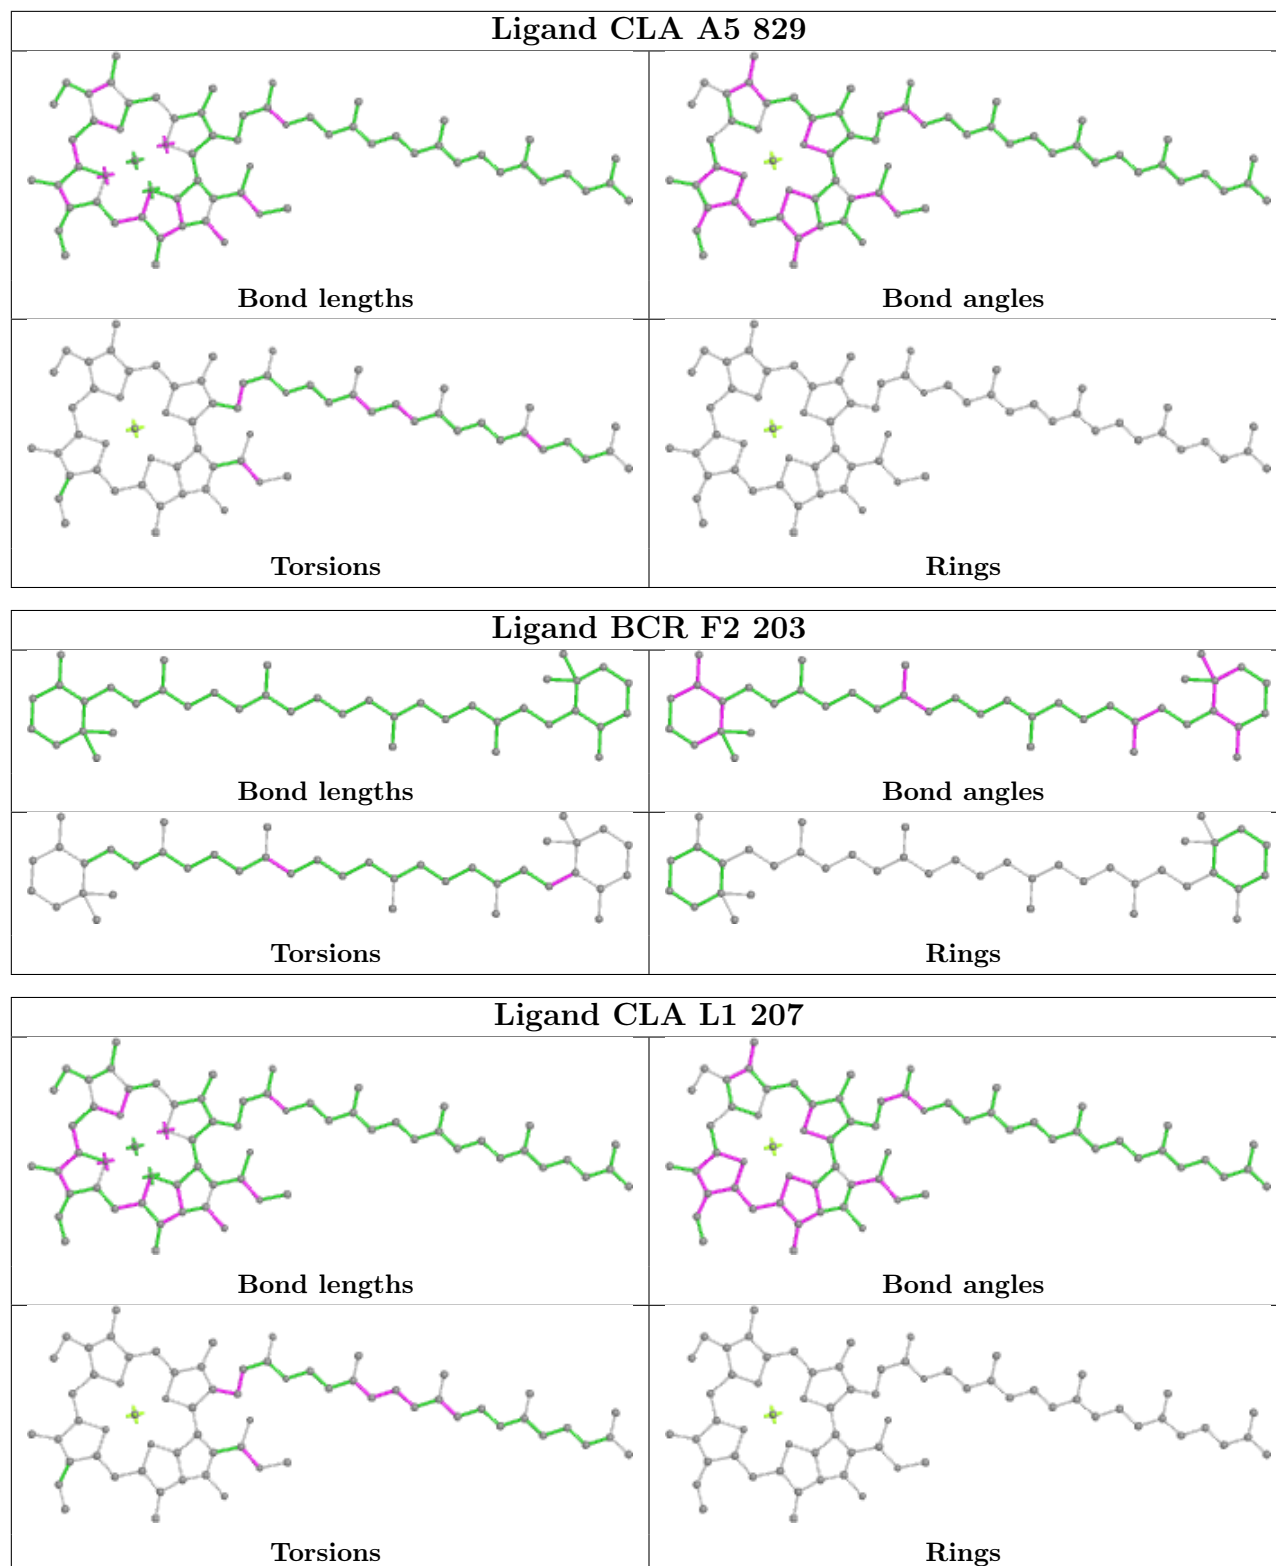 Ligand CLA A5 829
Bond lengths
Bond angles
Torsions
Rings
Ligand BCR F2 203
Bond lengths
Bond angles
Torsions
Rings
Ligand CLA L1 207
Bond lengths
Bond angles
Torsions
Rings